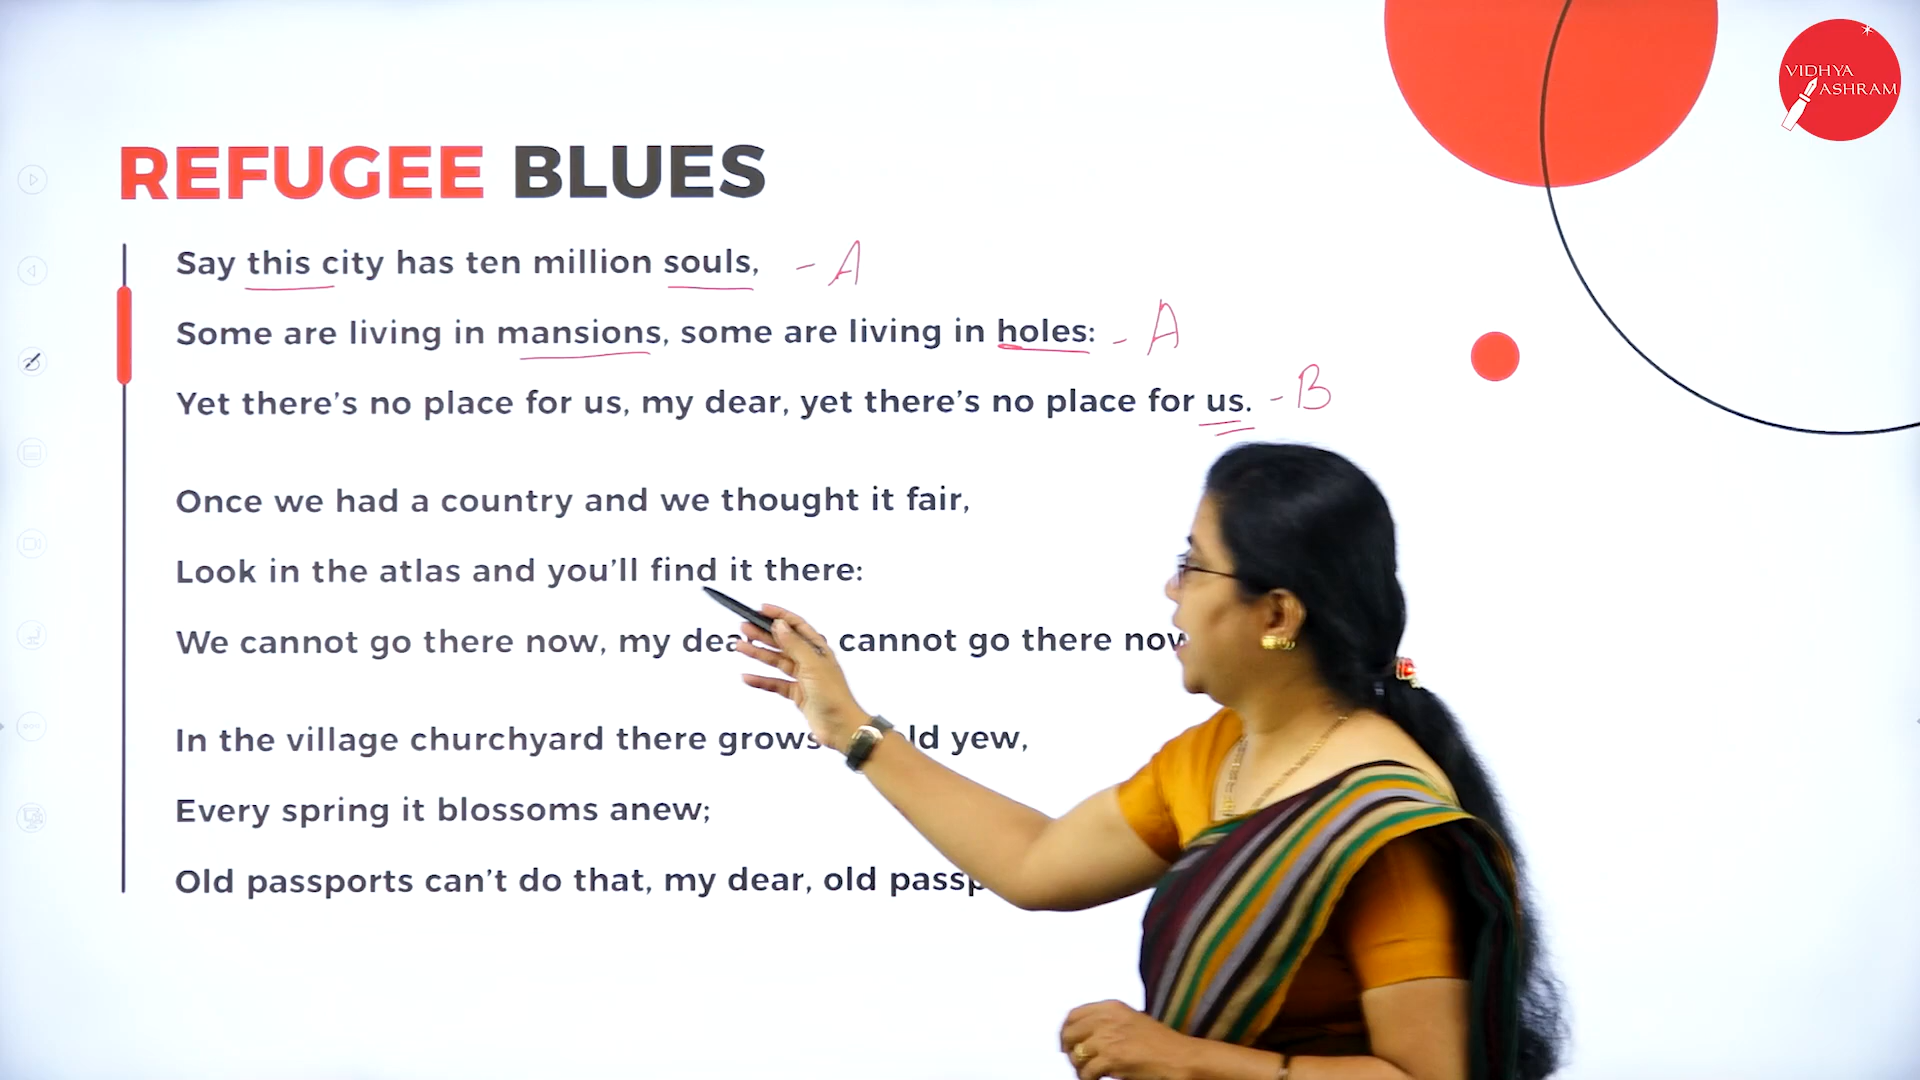 VIDHYA
ASHRAM
REFUGEE BLUES
Say this city has ten million souls, - A
Some are living in mansions, some are living in holes: - A
Yet there's no place for us, my dear, yet there's no place for us. - B
Once we had a country and we thought it fair,
Look in the atlas and you'll find it there:
We cannot go there now, my dear cannot go there now
In the village churchyard there grows old yew,
Every spring it blossoms anew;
Old passports can't do that, my dear, old